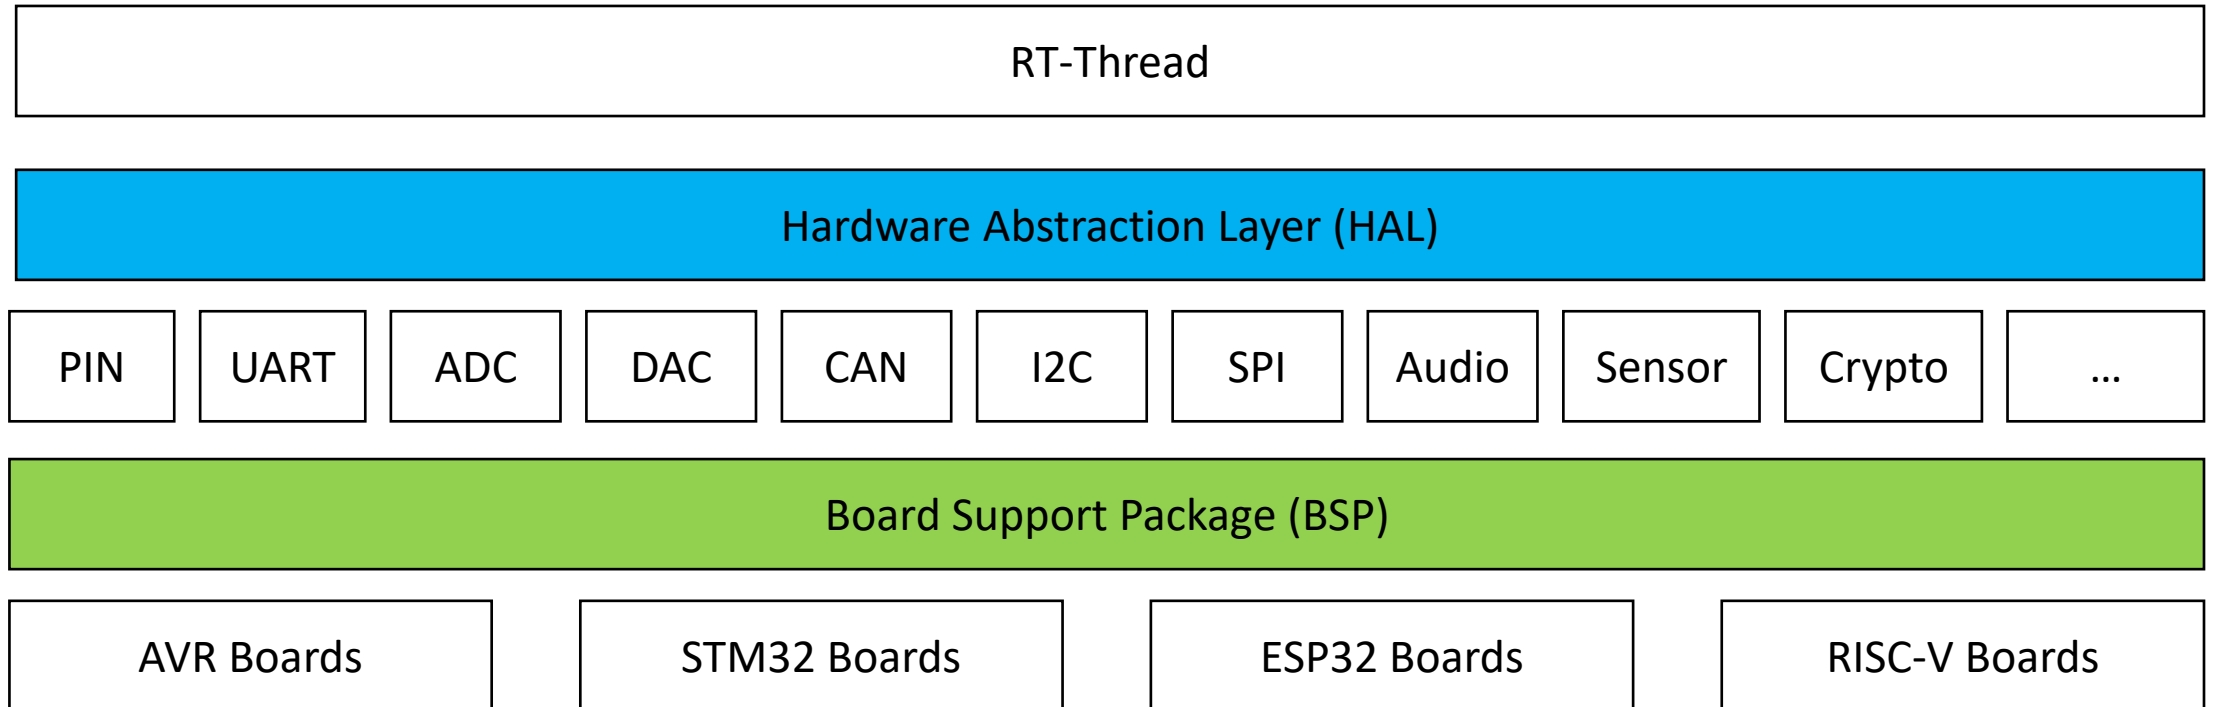 RT-Thread
Hardware Abstraction Layer (HAL)
PIN UART ADC DAC CAN I2C SPI Audio Sensor Crypto ...
Board Support Package (BSP)
AVR Boards STM32 Boards ESP32 Boards RISC-V Boards